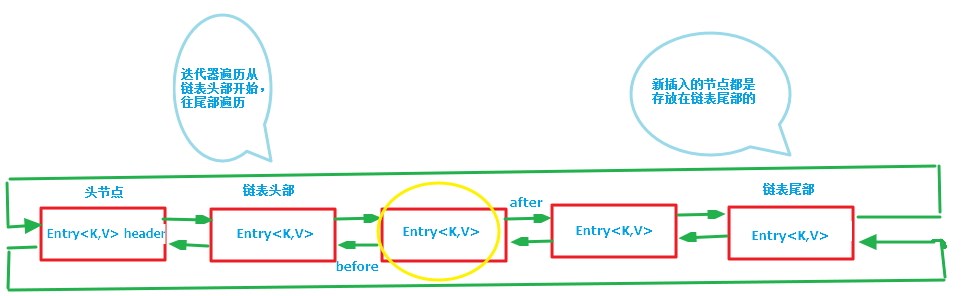 迭代器遍历从
链表头部开始，
往尾部遍历
新插入的节点都是
存放在链表尾部的
头节点
链表头部
链表尾部
after
Entry<K,V> header
Entry<K,V>
Entry<K,V>
Entry<K,V>
Entry<K,V>
before